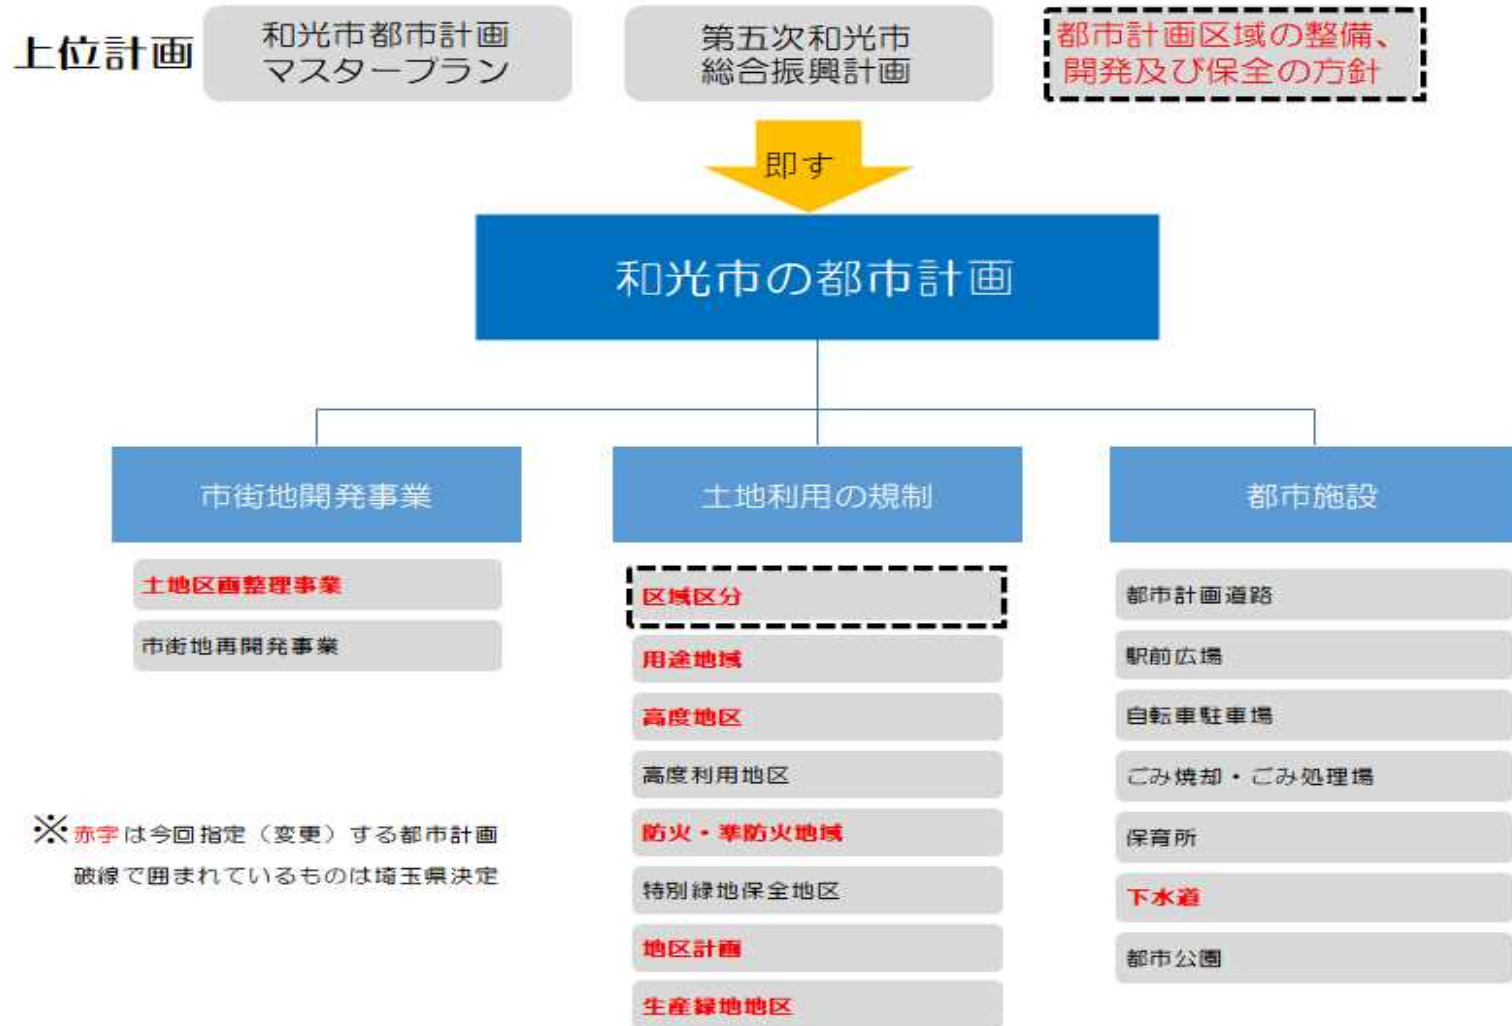 上位計画
和光市都市計画
マスタープラン
第五次和光市
総合振興計画
都市計画区域の整備、
開発及び保全の方針
即す
和光市の都市計画
市街地開発事業
土地区画整理事業
市街地再開発事業
土地利用の規制
区域区分
用途地域
高度地区
高度利用地区
防火・準防火地域
特別緑地保全地区
地区計画
生産緑地地区
都市施設
都市計画道路
駅前広場
自転車駐車場
ごみ焼却・ごみ処理場
保育所
下水道
都市公園
※赤字は今回指定（変更）する都市計画
破線で囲まれているものは埼玉県決定